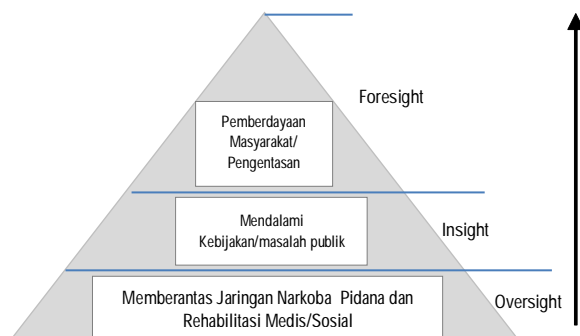 Foresight
Pemberdayaan
Masyarakat/
Pengentasan
Mendalami
Kebijakan/masalah publik
Insight
Memberantas Jaringan Narkoba  Pidana dan
Rehabilitasi Medis/Sosial
Oversight